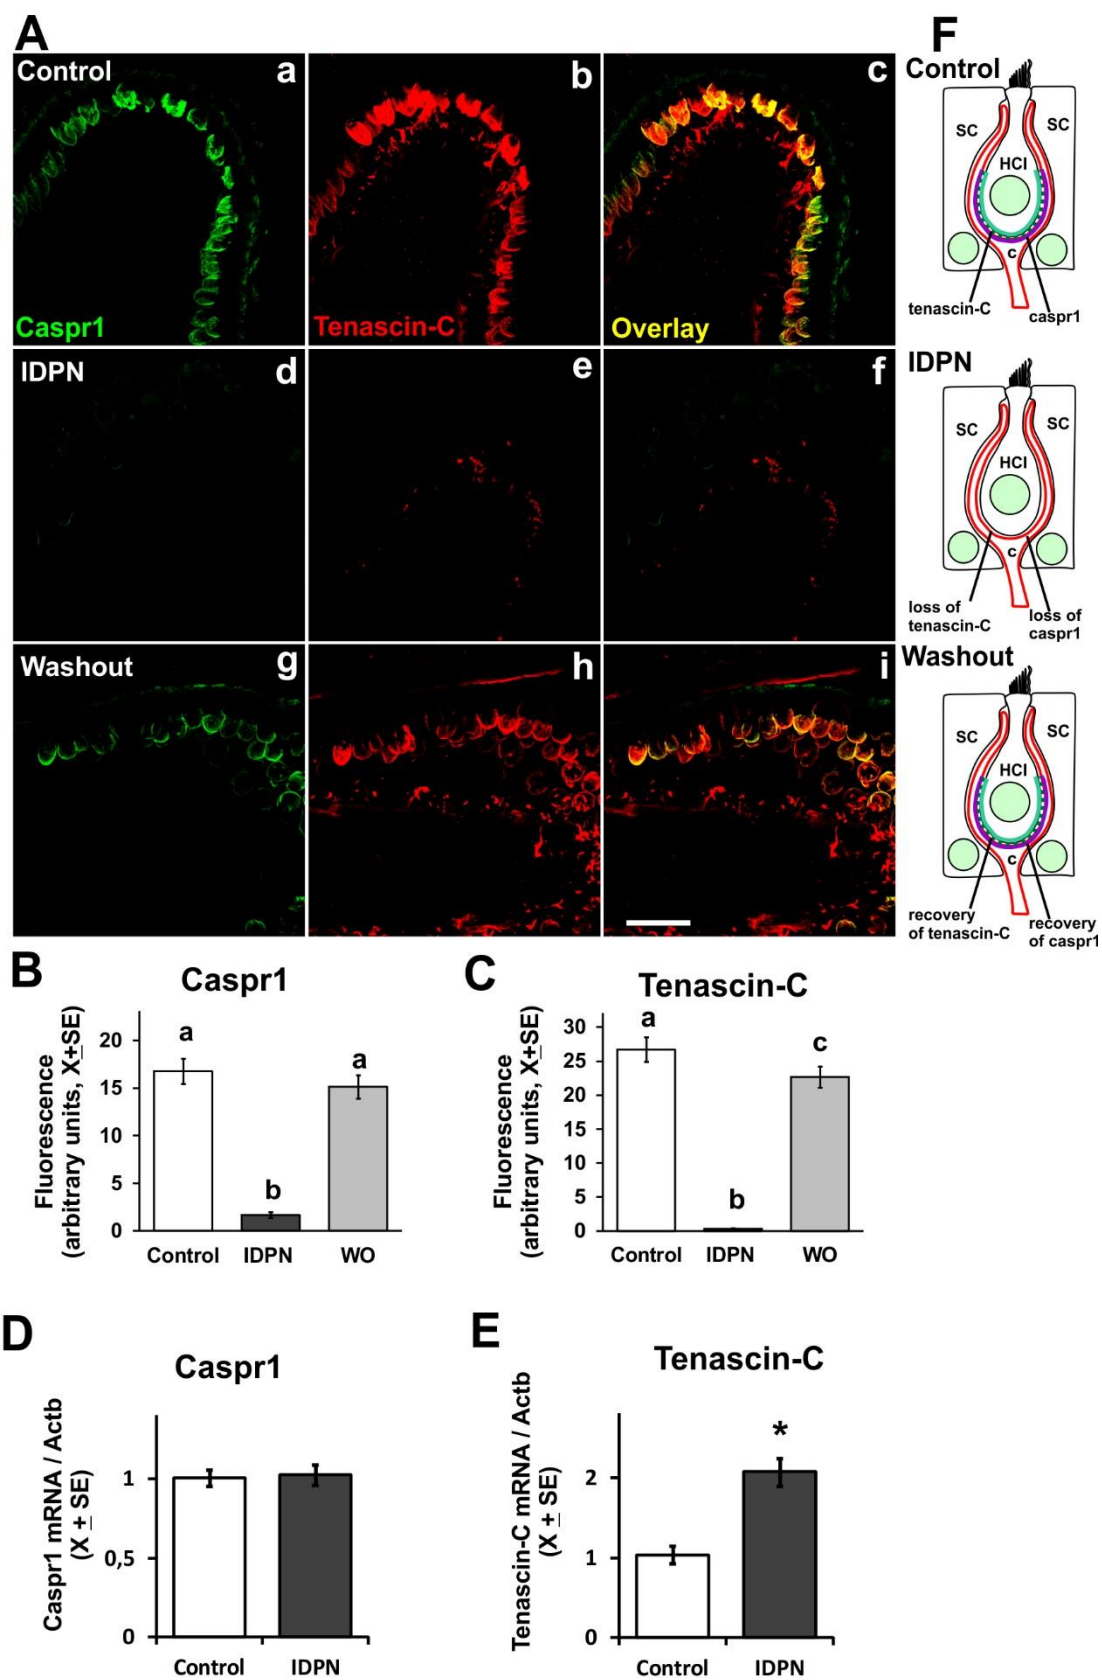 A
Control
a
b
c
Caspr1
Tenascin-C
Overlay
IDPN
d
e
f
Washout
g
h
i
F
Control
SC
SC
HCI
c
tenascin-C
caspr1
IDPN
SC
SC
HCI
c
loss of
tenascin-C
loss of
caspr1
Washout
SC
SC
HCI
c
recovery
of tenascin-C
recovery
of caspr1
B
Caspr1
Fluorescence
(arbitrary units, X±SE)
20
15
10
5
0
a
b
a
Control
IDPN
WO
C
Tenascin-C
Fluorescence
(arbitrary units, X±SE)
30
25
20
15
10
5
0
a
b
c
Control
IDPN
WO
D
Caspr1
Caspr1 mRNA / Actb
(X ± SE)
1
0,5
0
Control
IDPN
E
Tenascin-C
Tenascin-C mRNA / Actb
(X ± SE)
2
1
0
*
Control
IDPN